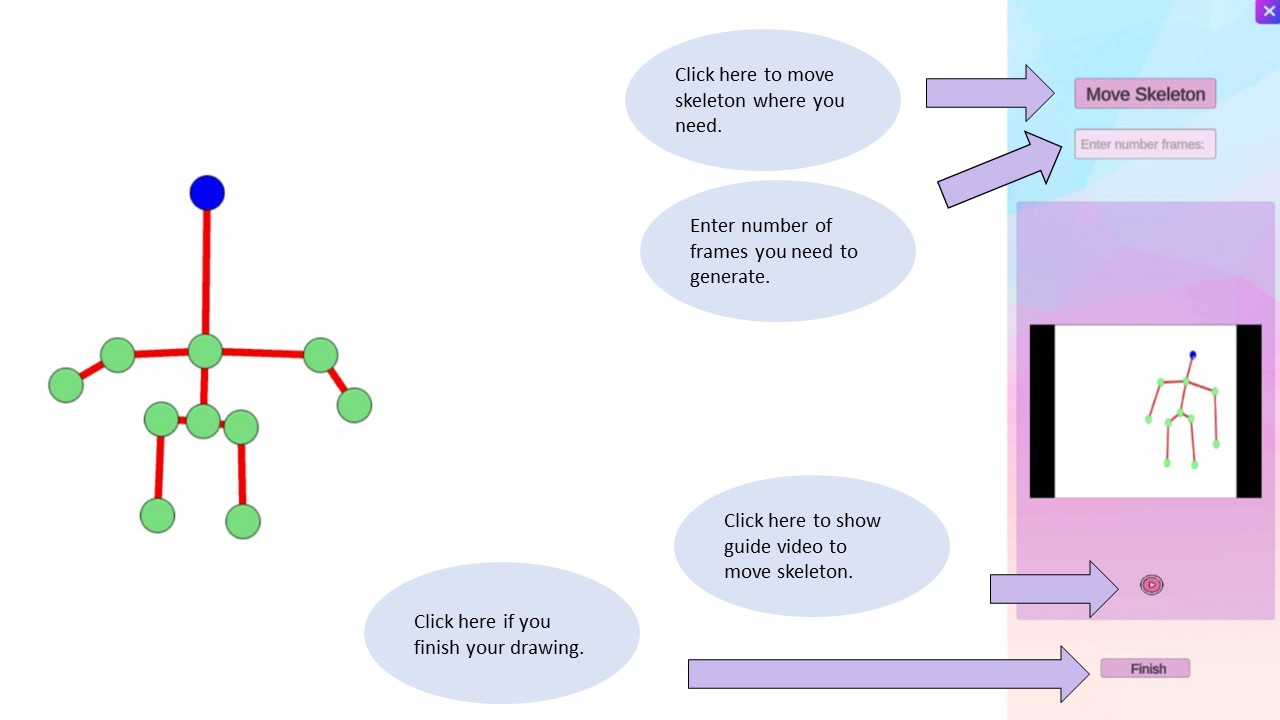 Click here to move
skeleton where you
need.
Move Skeleton
Enter number frames:
Enter number of
frames you need to
generate.
Click here to show
guide video to
move skeleton.
Click here if you
finish your drawing.
Finish